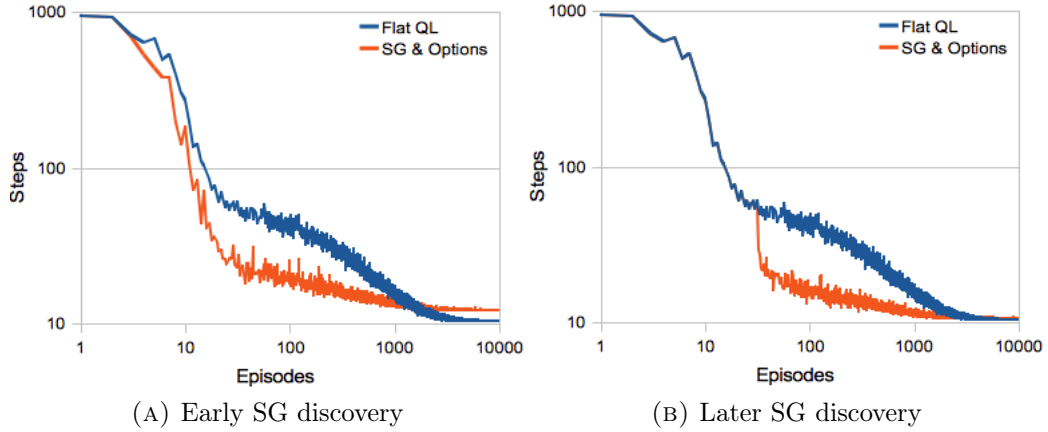 1000
100
10
Steps
Flat QL
SG & Options
1 10 100 1000 10000
Episodes
(A) Early SG discovery
1000
100
10
Steps
Flat QL
SG & Options
1 10 100 1000 10000
Episodes
(B) Later SG discovery